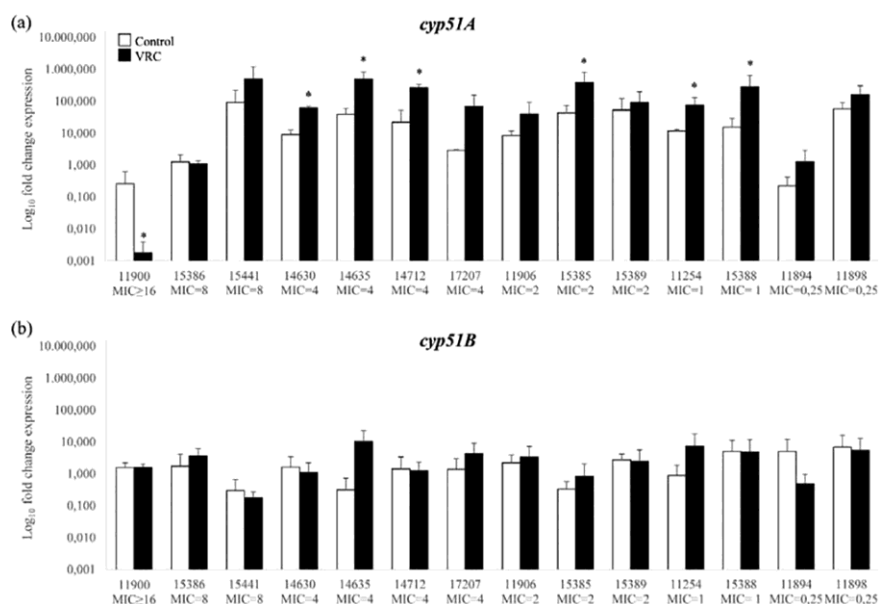 (a)
cyp51A
Control
VRC
Log₁₀ fold change expression
10.000,000
1.000,000
100,000
10,000
1,000
0,100
0,010
0,001
* * * * * * * *
11900 15386 15441 14630 14635 14712 17207 11906 15385 15389 11254 15388 11894 11898
MIC≥16 MIC=8 MIC=8 MIC=4 MIC=4 MIC=4 MIC=4 MIC=2 MIC=2 MIC=2 MIC=1 MIC= 1 MIC=0,25 MIC=0,25
(b)
cyp51B
Log₁₀ fold change expression
10.000,000
1.000,000
100,000
10,000
1,000
0,100
0,010
0,001
11900 15386 15441 14630 14635 14712 17207 11906 15385 15389 11254 15388 11894 11898
MIC≥16 MIC=8 MIC=8 MIC=4 MIC=4 MIC=4 MIC=4 MIC=2 MIC=2 MIC=2 MIC=1 MIC= 1 MIC=0,25 MIC=0,25